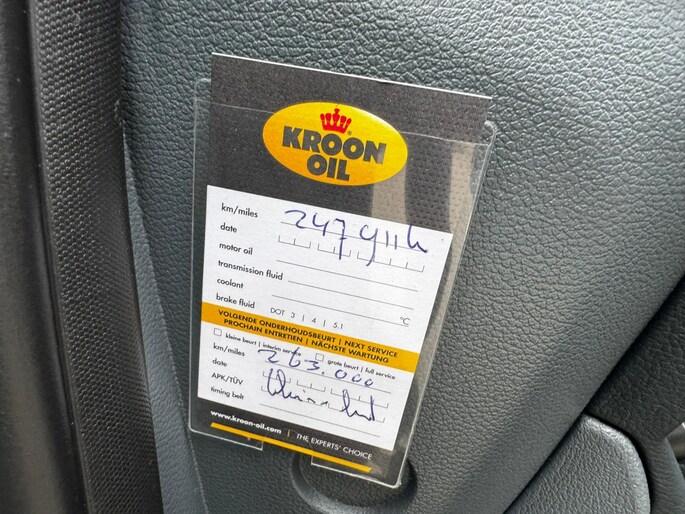 KROON
OIL
km/miles
date
motor oil
transmission fluid
coolant
brake fluid DOT 3 | 4 | 5.1 °C
VOLGENDE ONDERHOUDSBEURT | NEXT SERVICE
PROCHAIN ENTRETIEN | NÄCHSTE WARTUNG
kleine beurt | interim service grote beurt | full service
km/miles 263.000
date
APK/TÜV
timing belt
www.kroon-oil.com | THE EXPERTS' CHOICE